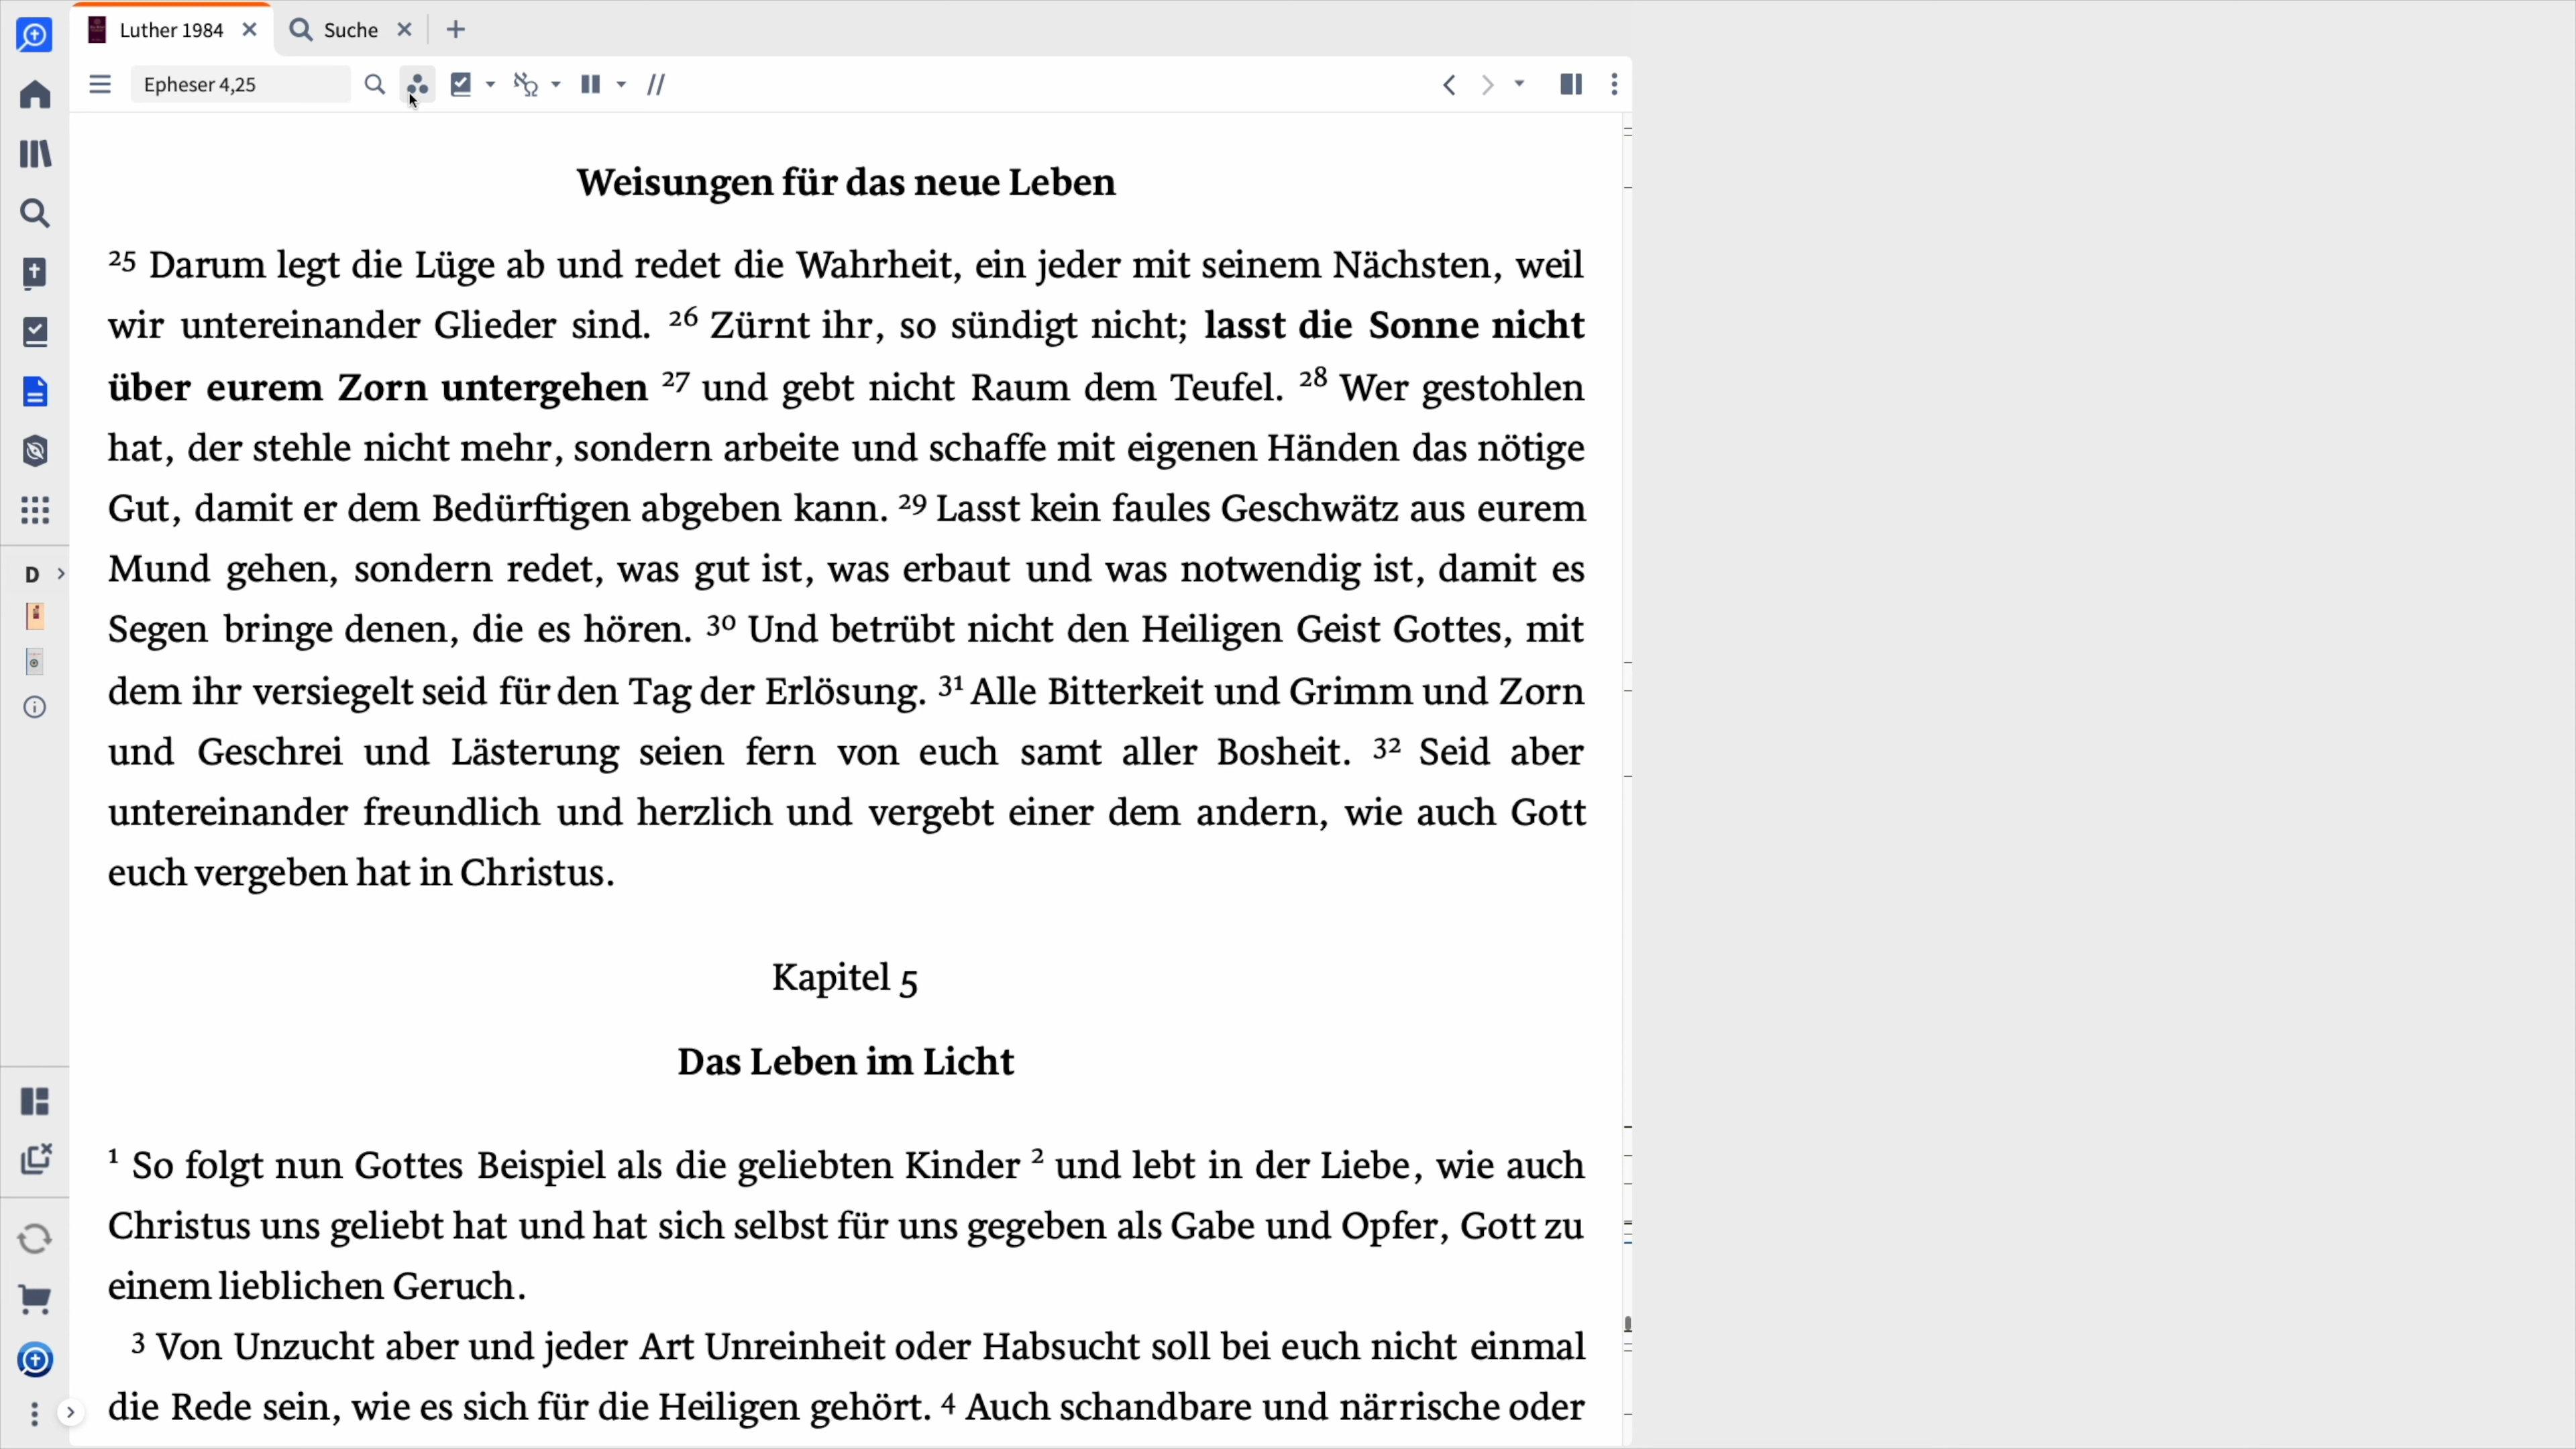 Luther 1984
Suche
Epheser 4,25
Weisungen für das neue Leben
25 Darum legt die Lüge ab und redet die Wahrheit, ein jeder mit seinem Nächsten, weil
wir untereinander Glieder sind. 26 Zürnt ihr, so sündigt nicht; lasst die Sonne nicht
über eurem Zorn untergehen 27 und gebt nicht Raum dem Teufel. 28 Wer gestohlen
hat, der stehle nicht mehr, sondern arbeite und schaffe mit eigenen Händen das nötige
Gut, damit er dem Bedürftigen abgeben kann. 29 Lasst kein faules Geschwätz aus eurem
Mund gehen, sondern redet, was gut ist, was erbaut und was notwendig ist, damit es
Segen bringe denen, die es hören. 30 Und betrübt nicht den Heiligen Geist Gottes, mit
dem ihr versiegelt seid für den Tag der Erlösung. 31 Alle Bitterkeit und Grimm und Zorn
und Geschrei und Lästerung seien fern von euch samt aller Bosheit. 32 Seid aber
untereinander freundlich und herzlich und vergebt einer dem andern, wie auch Gott
euch vergeben hat in Christus.
Kapitel 5
Das Leben im Licht
1 So folgt nun Gottes Beispiel als die geliebten Kinder 2 und lebt in der Liebe, wie auch
Christus uns geliebt hat und hat sich selbst für uns gegeben als Gabe und Opfer, Gott zu
einem lieblichen Geruch.
3 Von Unzucht aber und jeder Art Unreinheit oder Habsucht soll bei euch nicht einmal
die Rede sein, wie es sich für die Heiligen gehört. 4 Auch schandbare und närrische oder
D